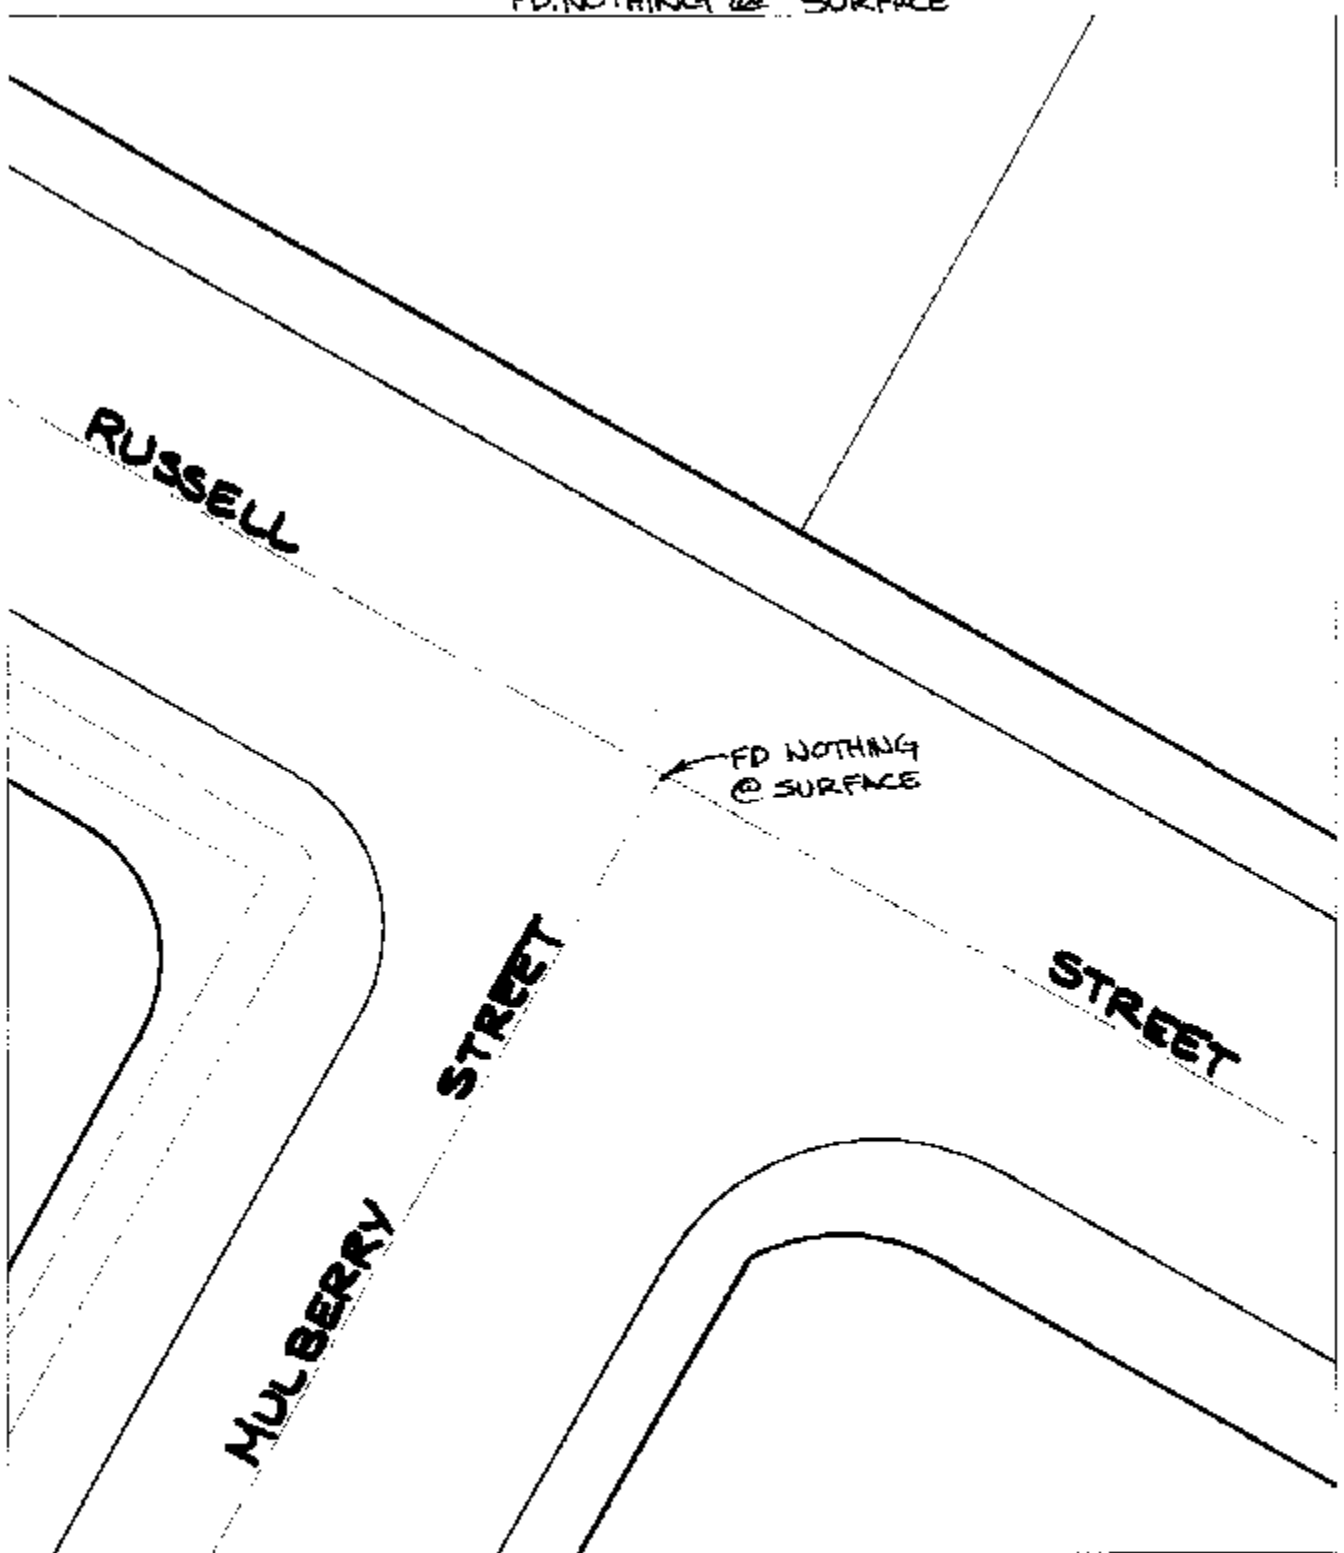 FD. NOTHING @ SURFACE
RUSSELL
FD NOTHING
@ SURFACE
STREET
STREET
MULBERRY